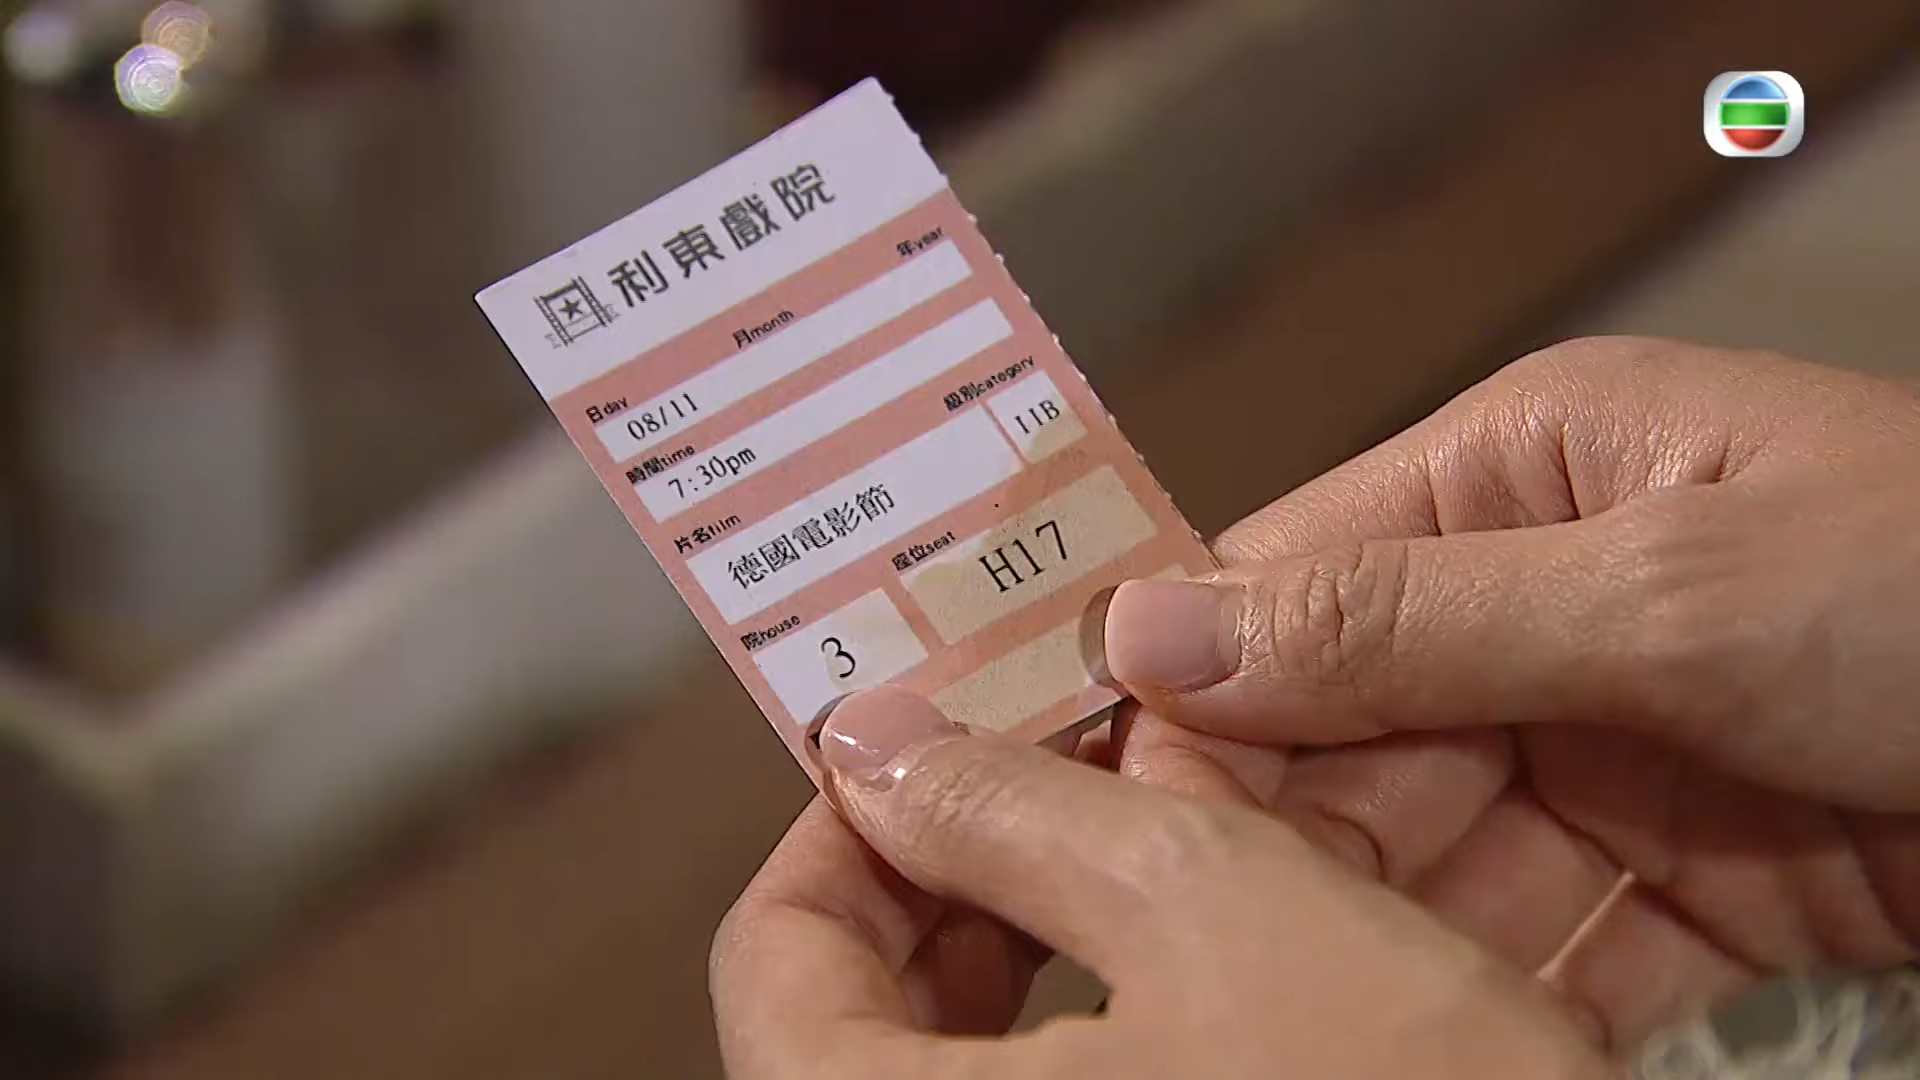 利東戲院
日day 月month 年year
08/11
時間time
7:30pm
片名film 級別category
德國電影節 IIB
院house 座位seat
3 H17